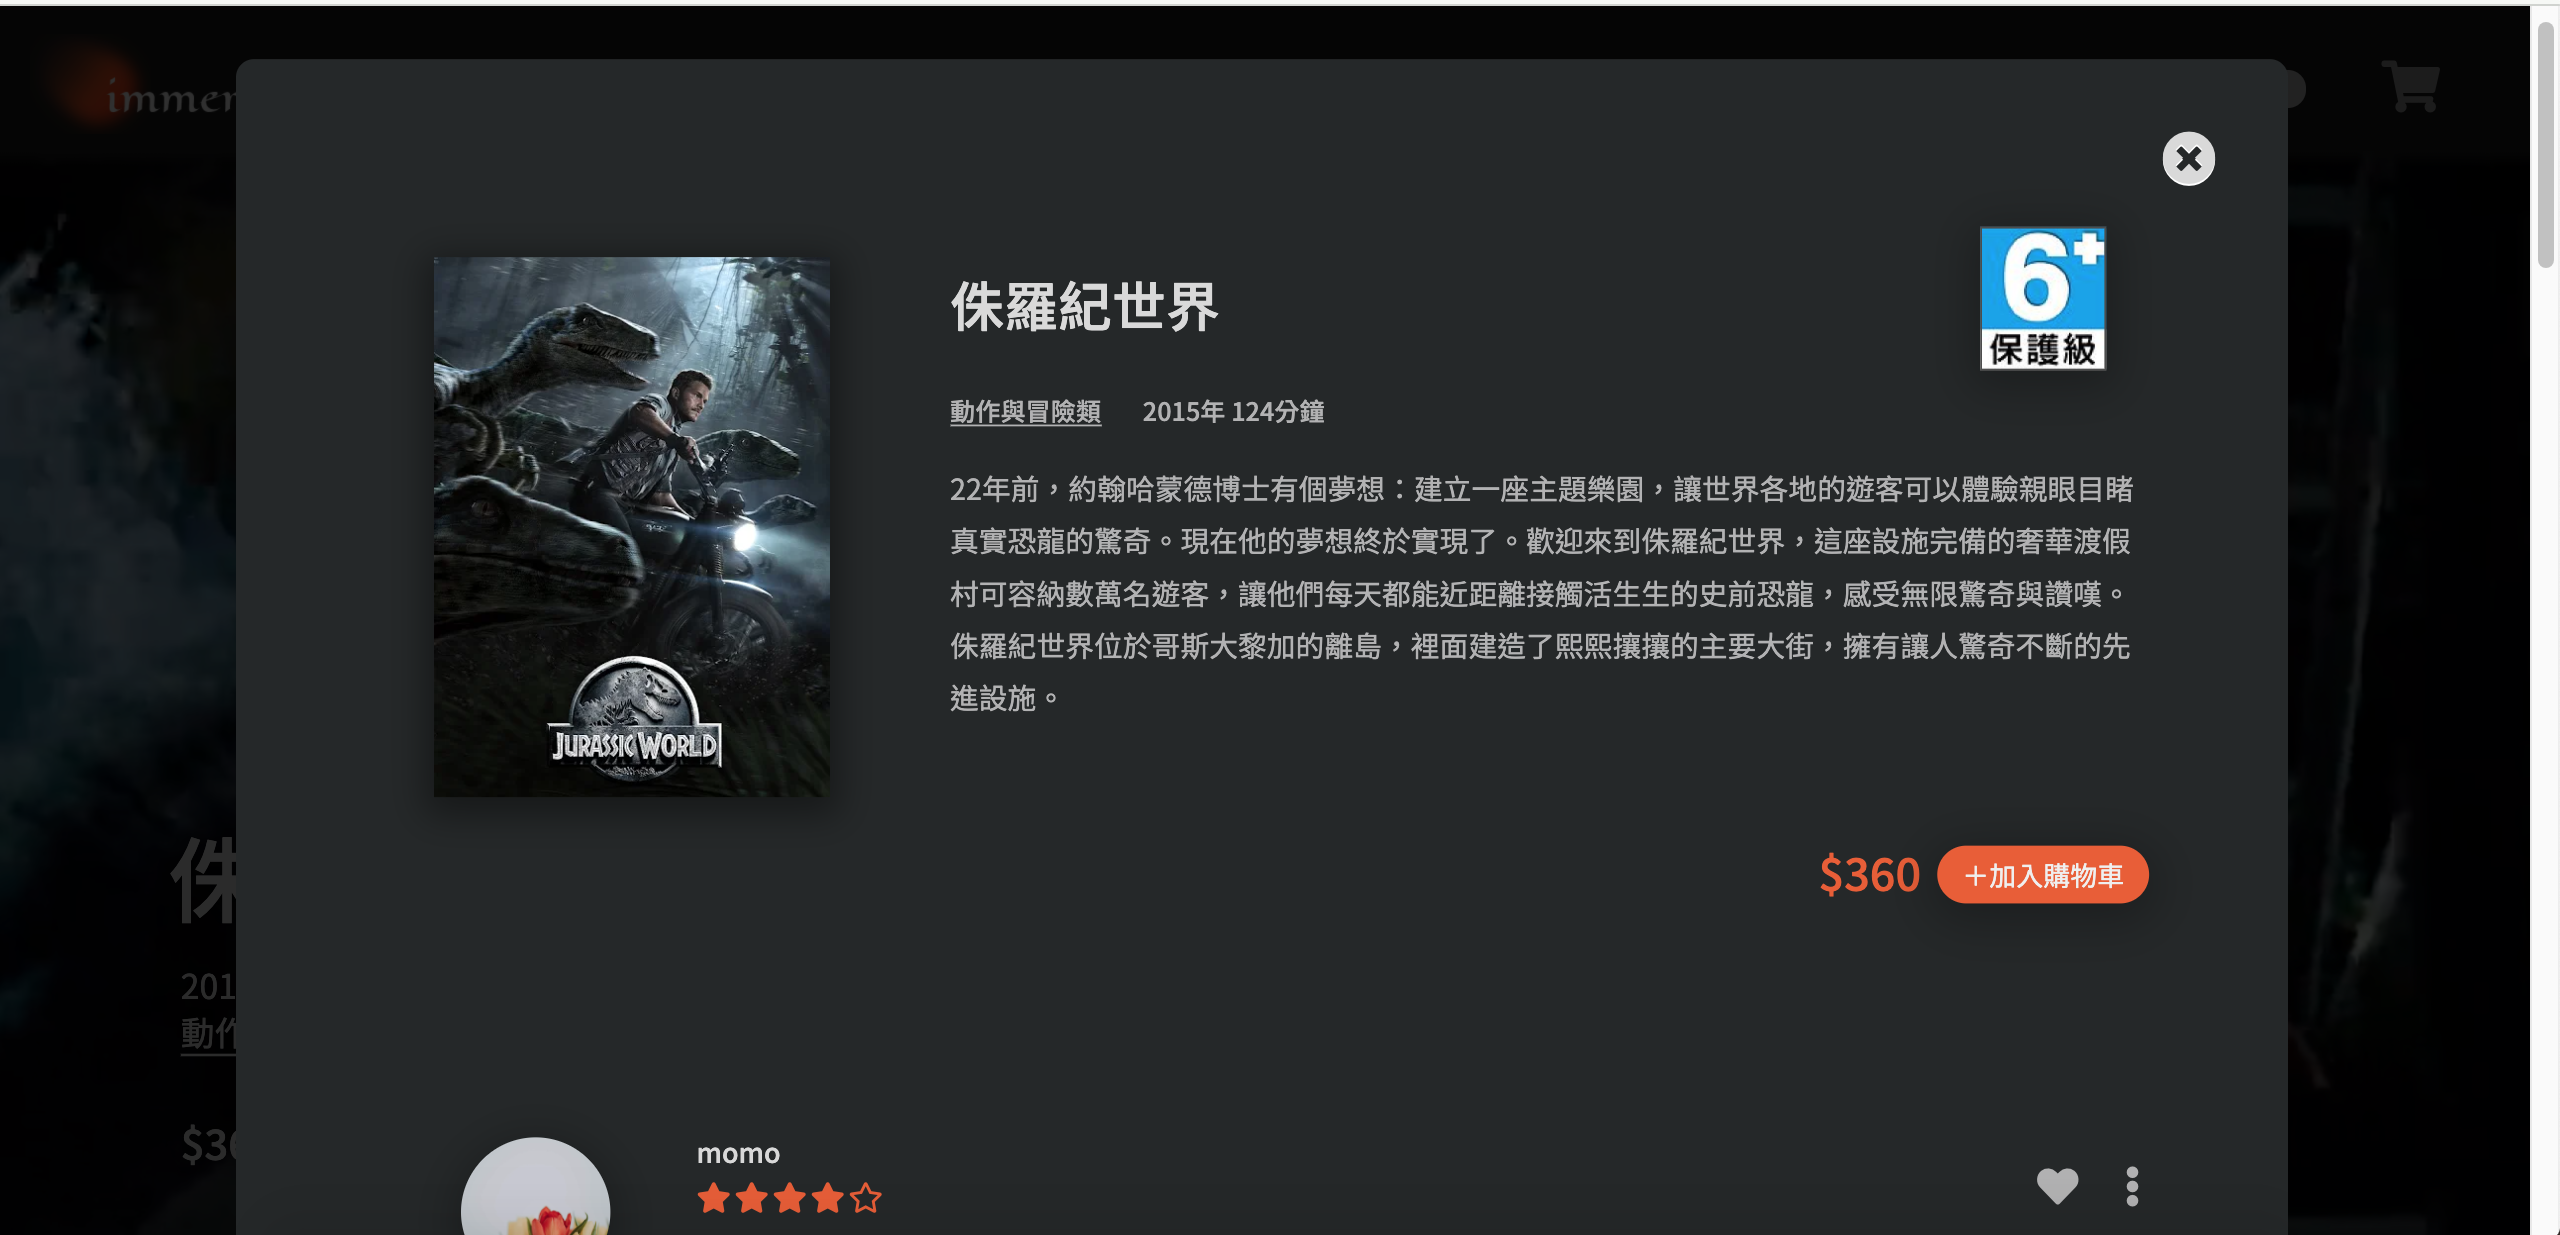 immer
侏羅紀世界
6+
保護級
動作與冒險類 2015年 124分鐘
22年前，約翰哈蒙德博士有個夢想：建立一座主題樂園，讓世界各地的遊客可以體驗親眼目睹
真實恐龍的驚奇。現在他的夢想終於實現了。歡迎來到侏羅紀世界，這座設施完備的奢華渡假
村可容納數萬名遊客，讓他們每天都能近距離接觸活生生的史前恐龍，感受無限驚奇與讚嘆。
侏羅紀世界位於哥斯大黎加的離島，裡面建造了熙熙攘攘的主要大街，擁有讓人驚奇不斷的先
進設施。
JURASSIC WORLD
$360 ＋加入購物車
侏
201
動作
$36
momo